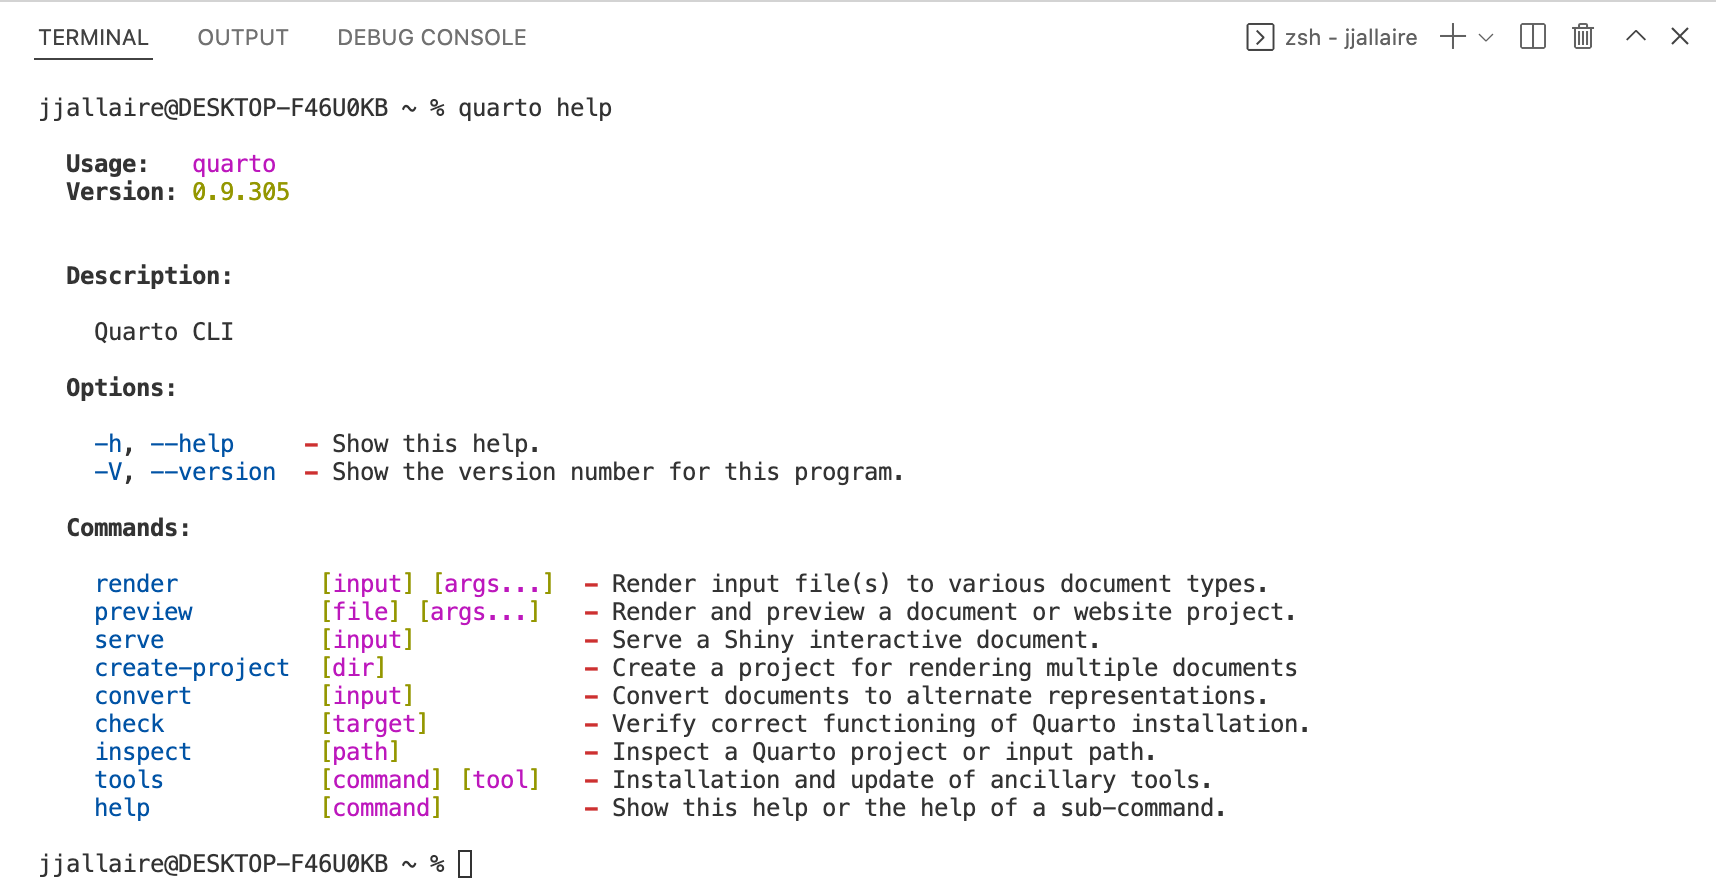 TERMINAL OUTPUT DEBUG CONSOLE zsh - jjallaire
jjallaire@DESKTOP-F46U0KB ~ % quarto help
Usage: quarto
Version: 0.9.305
Description:
Quarto CLI
Options:
-h, --help - Show this help.
-V, --version - Show the version number for this program.
Commands:
render [input] [args...] - Render input file(s) to various document types.
preview [file] [args...] - Render and preview a document or website project.
serve [input] - Serve a Shiny interactive document.
create-project [dir] - Create a project for rendering multiple documents
convert [input] - Convert documents to alternate representations.
check [target] - Verify correct functioning of Quarto installation.
inspect [path] - Inspect a Quarto project or input path.
tools [command] [tool] - Installation and update of ancillary tools.
help [command] - Show this help or the help of a sub-command.
jjallaire@DESKTOP-F46U0KB ~ %